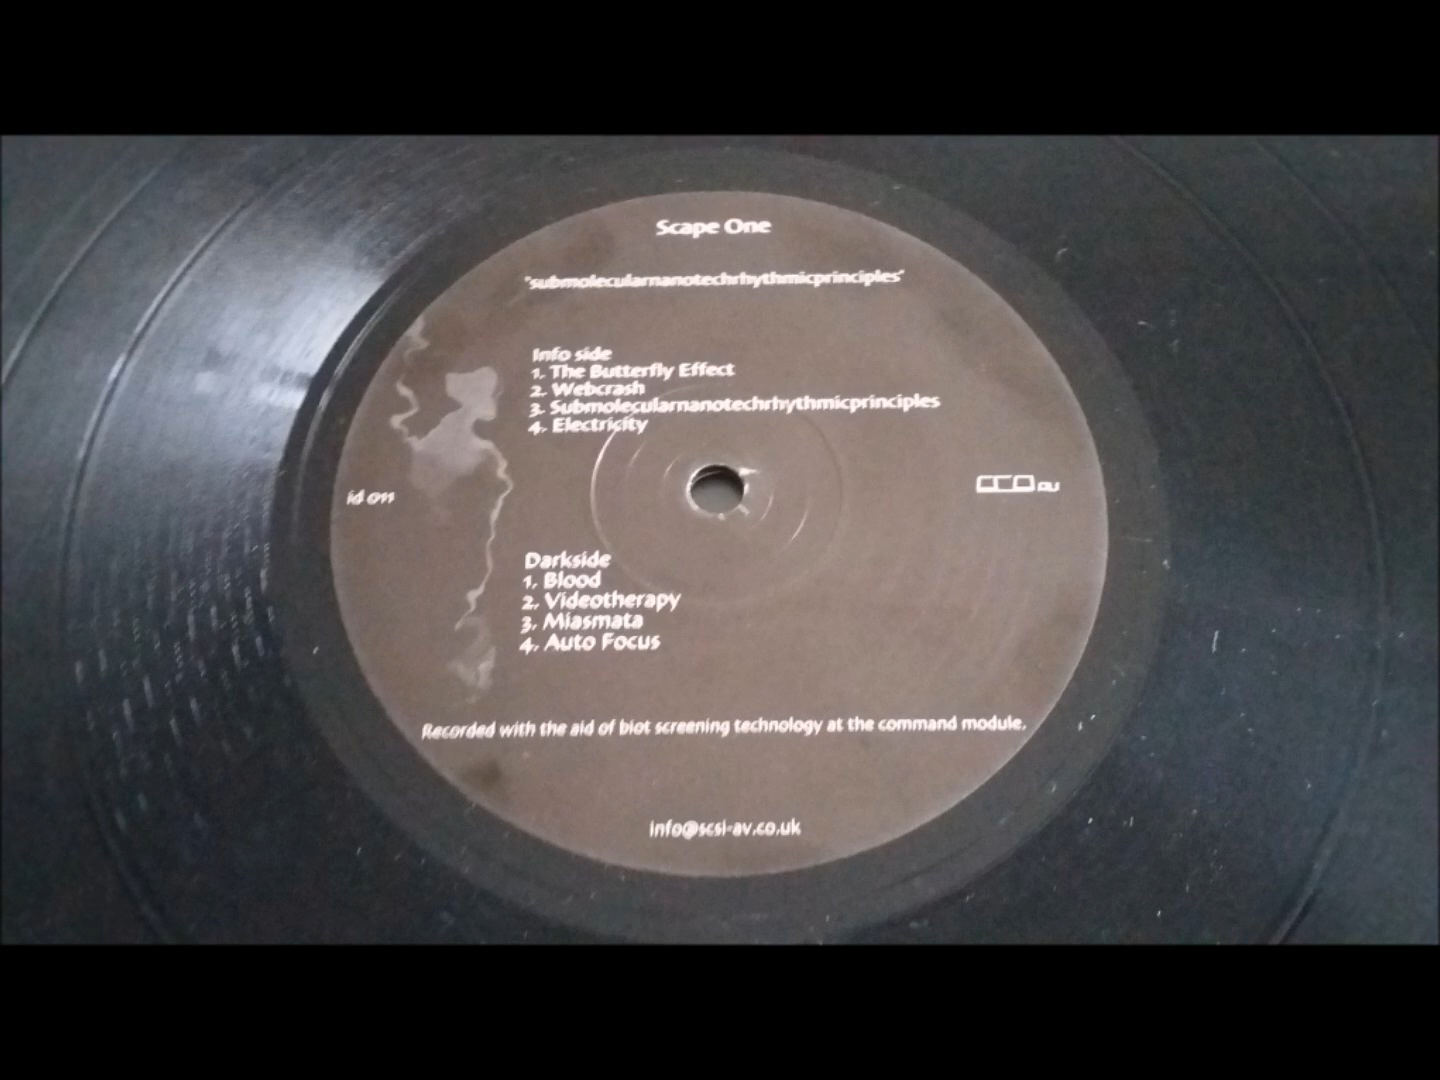 Scape One
"submolecularnanotechrhythmicprinciples"
Info side
1. The Butterfly Effect
2. Webcrash
3. Submolecularnanotechrhythmicprinciples
4. Electricity
id 011
Darkside
1. Blood
2. Videotherapy
3. Miasmata
4. Auto Focus
Recorded with the aid of biot screening technology at the command module.
info@scsi-av.co.uk